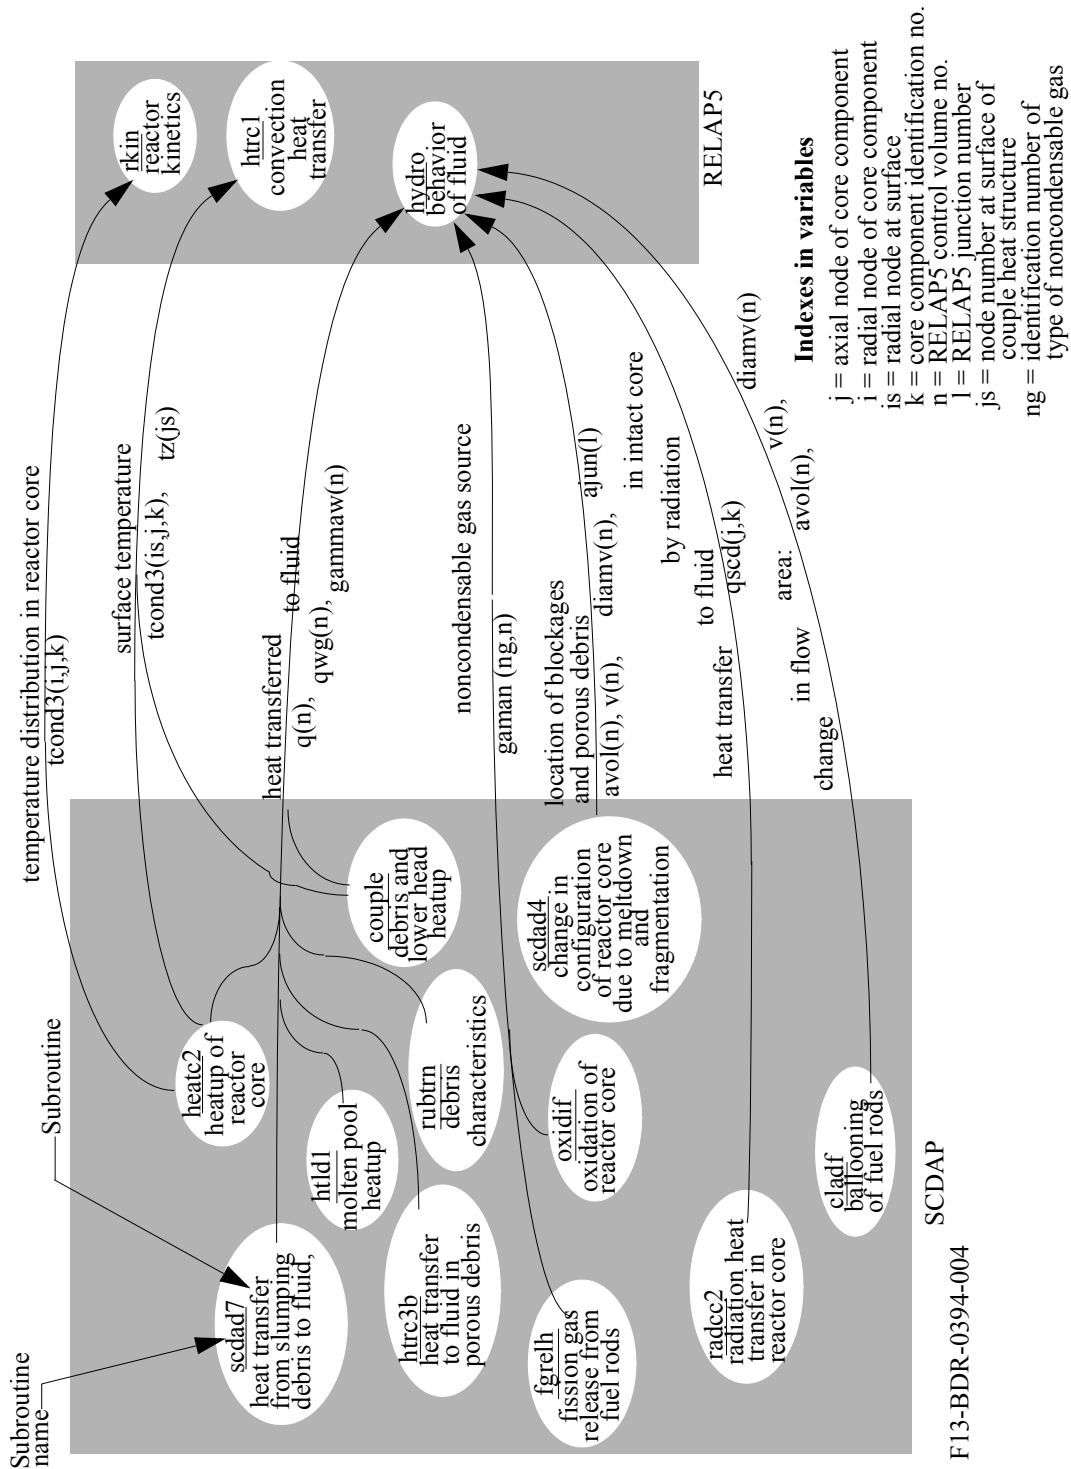 Subroutine
name
Subroutine
scdad7
heat transfer
from slumping
debris to fluid,
heatc2
heatup of
reactor
core
htld1
molten pool
heatup
htrc3b
heat transfer
to fluid in
porous debris
rubtrn
debris
characteristics
couple
debris and
lower head
heatup
fgrelh
fission gas
release from
fuel rods
oxidif
oxidation of
reactor core
scdad4
change in
configuration
of reactor core
due to meltdown
and
fragmentation
radcc2
radiation heat
transfer in
reactor core
cladf
ballooning
of fuel rods
SCDAP
temperature distribution in reactor core
tcond3(i,j,k)
surface temperature
tcond3(is,j,k), tz(js)
heat transferred
to fluid
q(n), qwg(n), gammaw(n)
noncondensable gas source
gaman (ng,n)
location of blockages
and porous debris
avol(n), v(n), diamv(n), ajun(l)
heat transfer to fluid by radiation in intact core
qscd(j,k)
change in flow area: avol(n), v(n), diamv(n)
rkin
reactor
kinetics
htrc1
convection
heat
transfer
hydro
behavior
of fluid
RELAP5
Indexes in variables
j = axial node of core component
i = radial node of core component
is = radial node at surface
k = core component identification no.
n = RELAP5 control volume no.
l = RELAP5 junction number
js = node number at surface of
couple heat structure
ng = identification number of
type of noncondensable gas
F13-BDR-0394-004